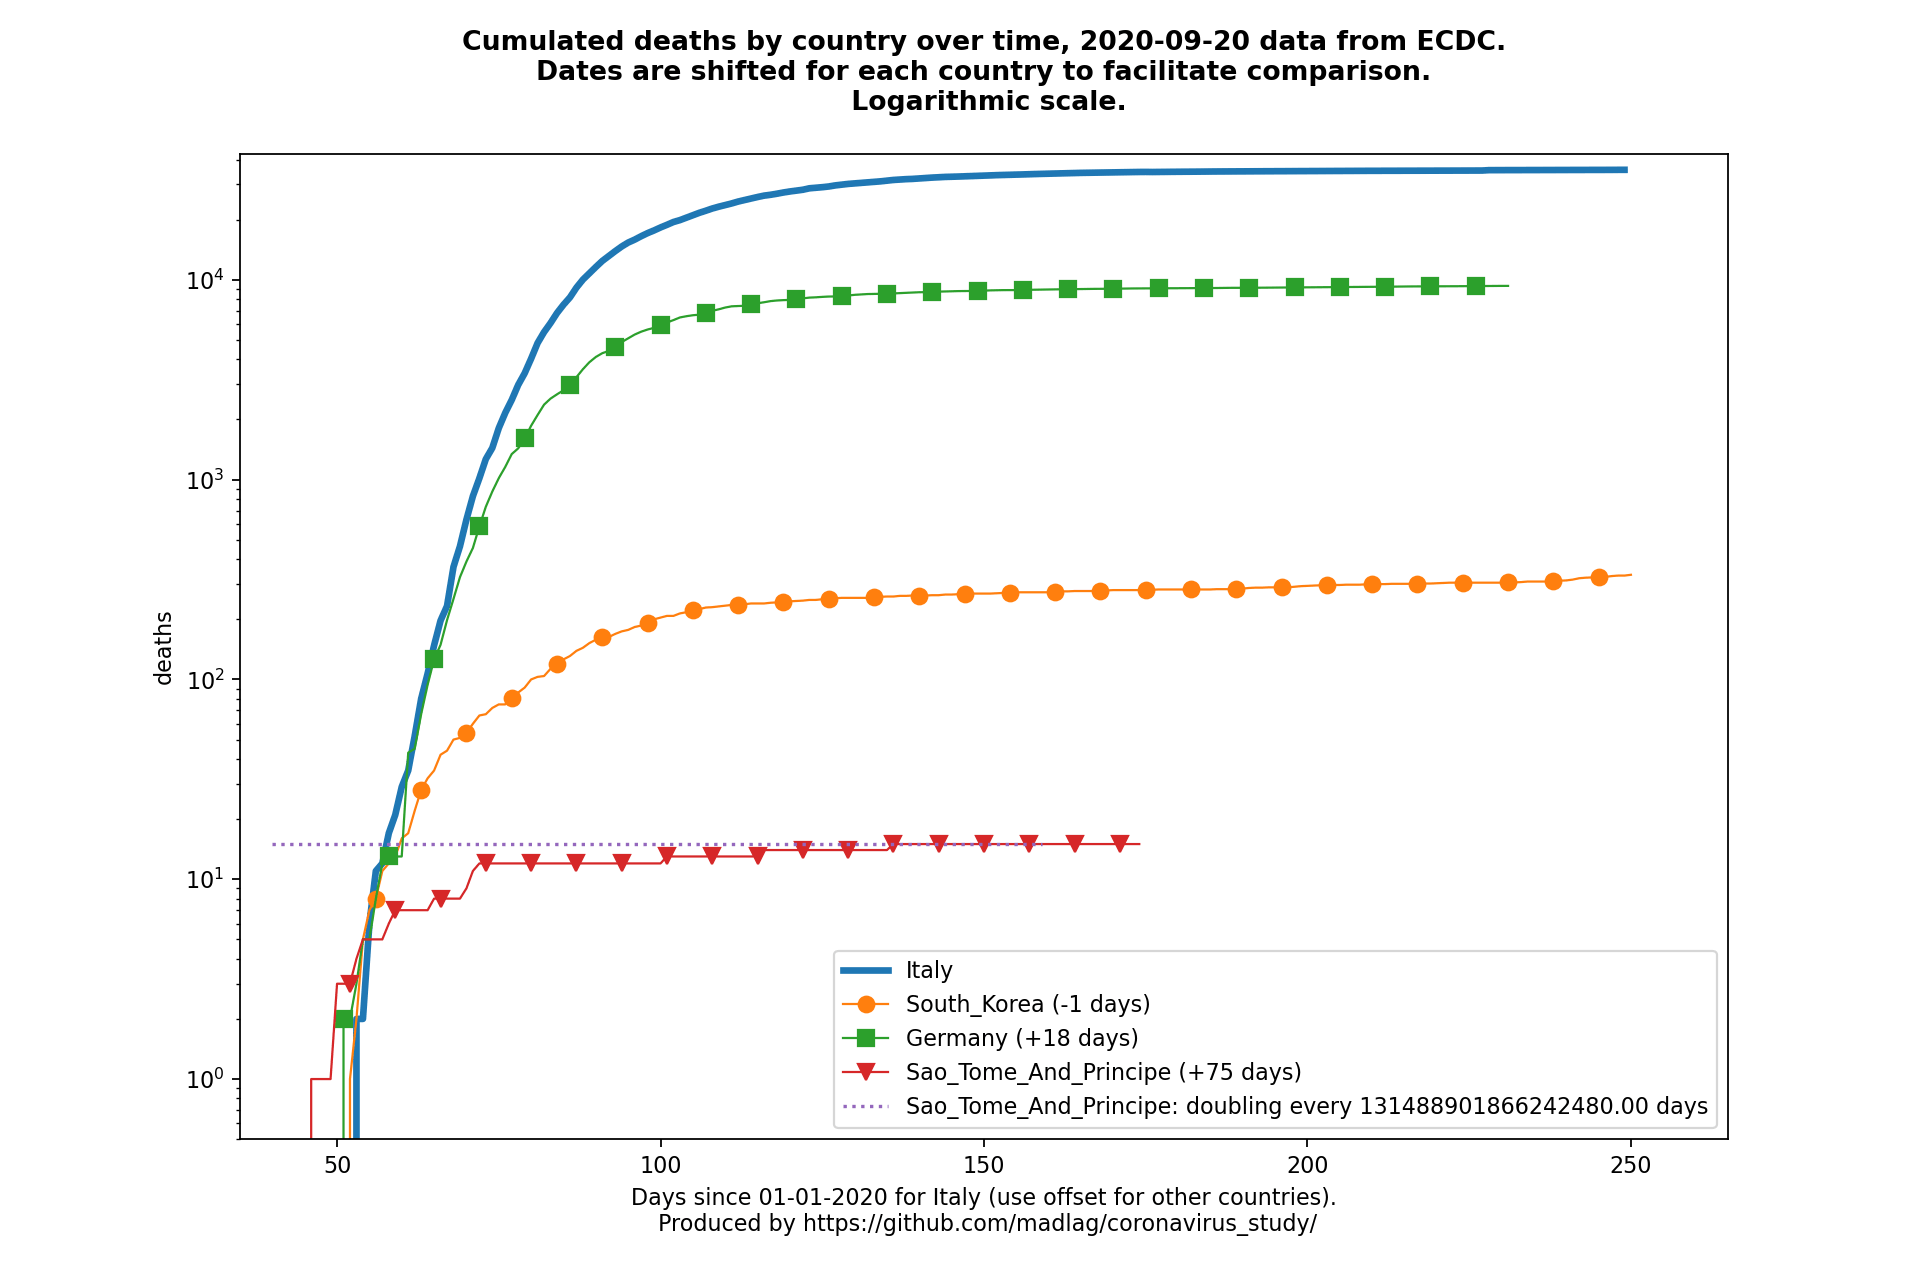 Cumulated deaths by country over time, 2020-09-20 data from ECDC.
Dates are shifted for each country to facilitate comparison.
Logarithmic scale.
deaths
10⁴
10³
10²
10¹
10⁰
Italy
South_Korea (-1 days)
Germany (+18 days)
Sao_Tome_And_Principe (+75 days)
Sao_Tome_And_Principe: doubling every 131488901866242480.00 days
50 100 150 200 250
Days since 01-01-2020 for Italy (use offset for other countries).
Produced by https://github.com/madlag/coronavirus_study/